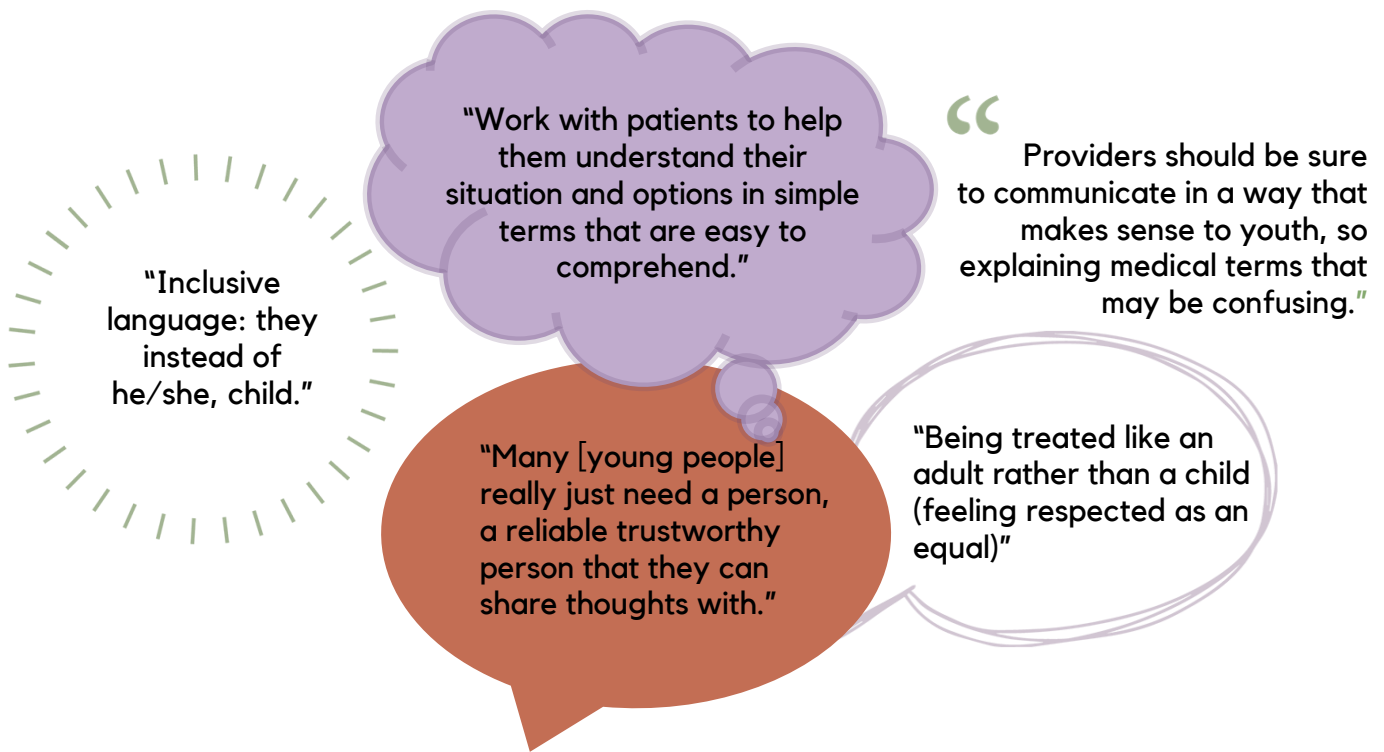 “Work with patients to help
them understand their
situation and options in simple
terms that are easy to
comprehend.”
“
Providers should be sure
to communicate in a way that
makes sense to youth, so
explaining medical terms that
may be confusing.”
“Inclusive
language: they
instead of
he/she, child.”
“Many [young people]
really just need a person,
a reliable trustworthy
person that they can
share thoughts with.”
“Being treated like an
adult rather than a child
(feeling respected as an
equal)”